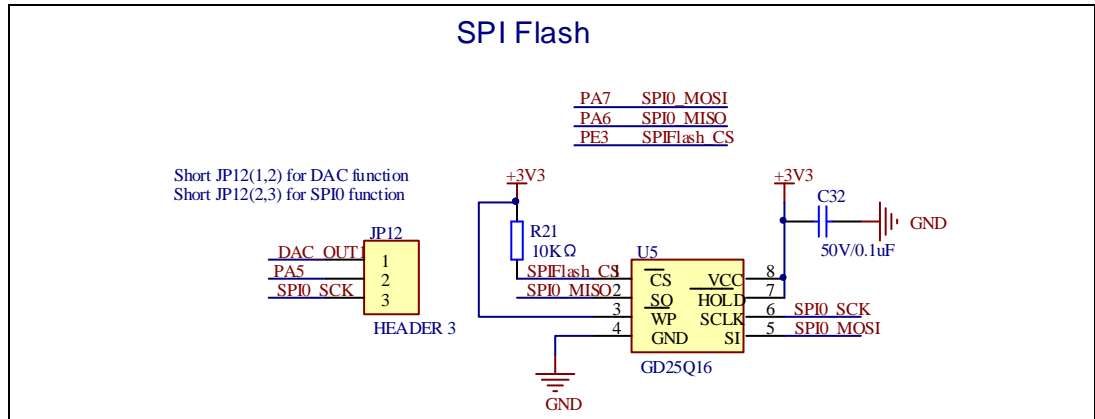 SPI Flash
PA7 SPI0_MOSI
PA6 SPI0_MISO
PE3 SPIFlash_CS
Short JP12(1,2) for DAC function
Short JP12(2,3) for SPI0 function
+3V3
+3V3
C32
GND
50V/0.1uF
R21
10KΩ
JP12
DAC_OUT1 1
PA5 2
SPI0_SCK 3
HEADER 3
U5
SPIFlash_CS 1 CS VCC 8
SPI0_MISO 2 SO HOLD 7
3 WP SCLK 6 SPI0_SCK
4 GND SI 5 SPI0_MOSI
GD25Q16
GND